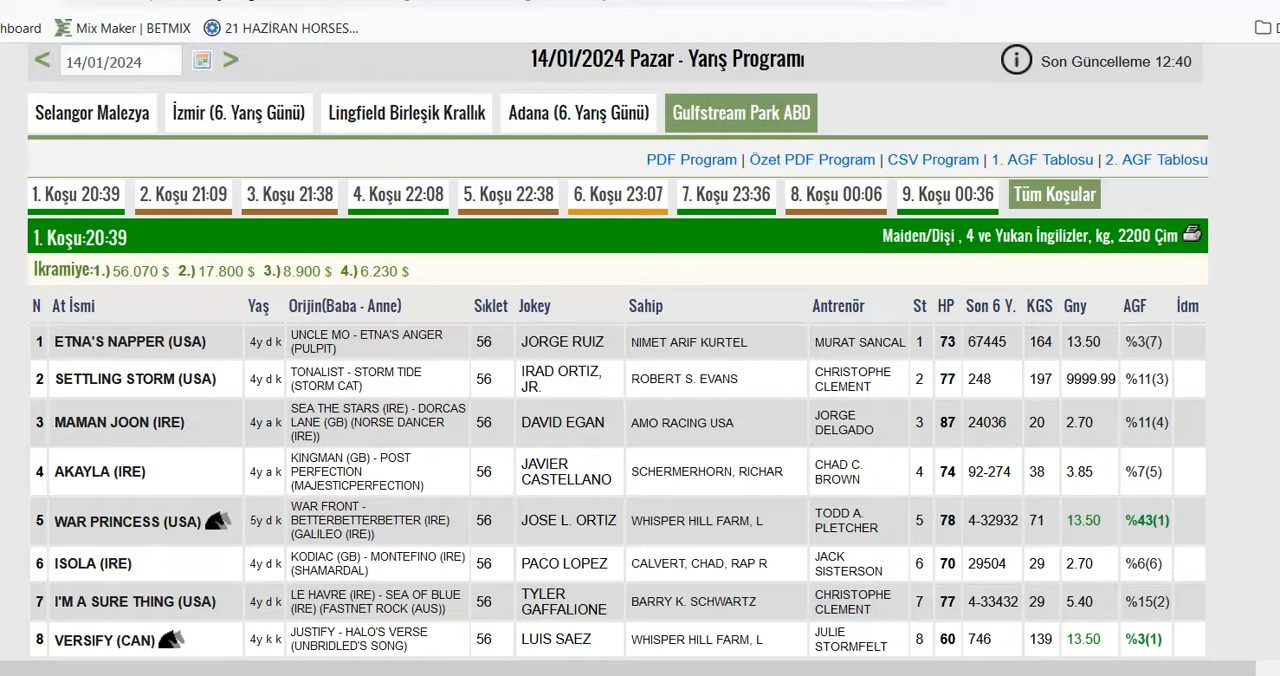 hboard Mix Maker | BETMIX 21 HAZİRAN HORSES...
14/01/2024 14/01/2024 Pazar - Yarış Programı Son Güncelleme 12:40
Selangor Malezya İzmir (6. Yarış Günü) Lingfield Birleşik Krallık Adana (6. Yarış Günü) Gulfstream Park ABD
PDF Program | Özet PDF Program | CSV Program | 1. AGF Tablosu | 2. AGF Tablosu
1. Koşu 20:39 2. Koşu 21:09 3. Koşu 21:38 4. Koşu 22:08 5. Koşu 22:38 6. Koşu 23:07 7. Koşu 23:36 8. Koşu 00:06 9. Koşu 00:36 Tüm Koşular
1. Koşu:20:39 Maiden/Dişi , 4 ve Yukarı İngilizler, kg, 2200 Çim
Ikramiye:1.) 56.070 $ 2.) 17.800 $ 3.) 8.900 $ 4.) 6.230 $
N At İsmi Yaş Orijin(Baba - Anne) Sıklet Jokey Sahip Antrenör St HP Son 6 Y. KGS Gny AGF İdm
1 ETNA'S NAPPER (USA) 4y d k UNCLE MO - ETNA'S ANGER
(PULPIT) 56 JORGE RUIZ NIMET ARIF KURTEL MURAT SANCAL 1 73 67445 164 13.50 %3(7)
2 SETTLING STORM (USA) 4y d k TONALIST - STORM TIDE
(STORM CAT) 56 IRAD ORTIZ,
JR. ROBERT S. EVANS CHRISTOPHE
CLEMENT 2 77 248 197 9999.99 %11(3)
3 MAMAN JOON (IRE) 4y a k SEA THE STARS (IRE) - DORCAS
LANE (GB) (NORSE DANCER
(IRE)) 56 DAVID EGAN AMO RACING USA JORGE
DELGADO 3 87 24036 20 2.70 %11(4)
4 AKAYLA (IRE) 4y a k KINGMAN (GB) - POST
PERFECTION
(MAJESTICPERFECTION) 56 JAVIER
CASTELLANO SCHERMERHORN, RICHAR CHAD C.
BROWN 4 74 92-274 38 3.85 %7(5)
5 WAR PRINCESS (USA) 5y d k WAR FRONT -
BETTERBETTERBETTER (IRE)
(GALILEO (IRE)) 56 JOSE L. ORTIZ WHISPER HILL FARM, L TODD A.
PLETCHER 5 78 4-32932 71 13.50 %43(1)
6 ISOLA (IRE) 4y d k KODIAC (GB) - MONTEFINO (IRE)
(SHAMARDAL) 56 PACO LOPEZ CALVERT, CHAD, RAP R JACK
SISTERSON 6 70 29504 29 2.70 %6(6)
7 I'M A SURE THING (USA) 4y d k LE HAVRE (IRE) - SEA OF BLUE
(IRE) (FASTNET ROCK (AUS)) 56 TYLER
GAFFALIONE BARRY K. SCHWARTZ CHRISTOPHE
CLEMENT 7 77 4-33432 29 5.40 %15(2)
8 VERSIFY (CAN) 4y k k JUSTIFY - HALO'S VERSE
(UNBRIDLED'S SONG) 56 LUIS SAEZ WHISPER HILL FARM, L JULIE
STORMFELT 8 60 746 139 13.50 %3(1)